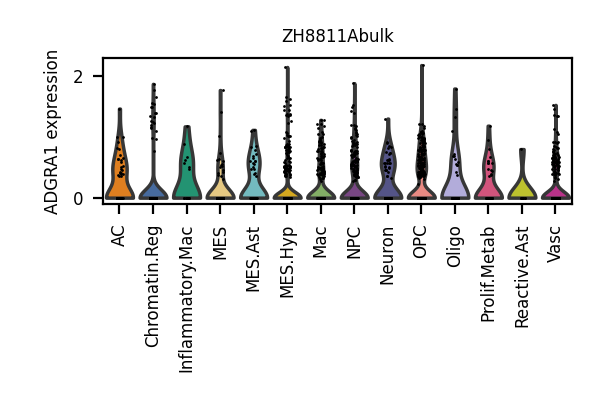 ZH8811Abulk
ADGRA1 expression
2
0
AC
Chromatin.Reg
Inflammatory.Mac
MES
MES.Ast
MES.Hyp
Mac
NPC
Neuron
OPC
Oligo
Prolif.Metab
Reactive.Ast
Vasc